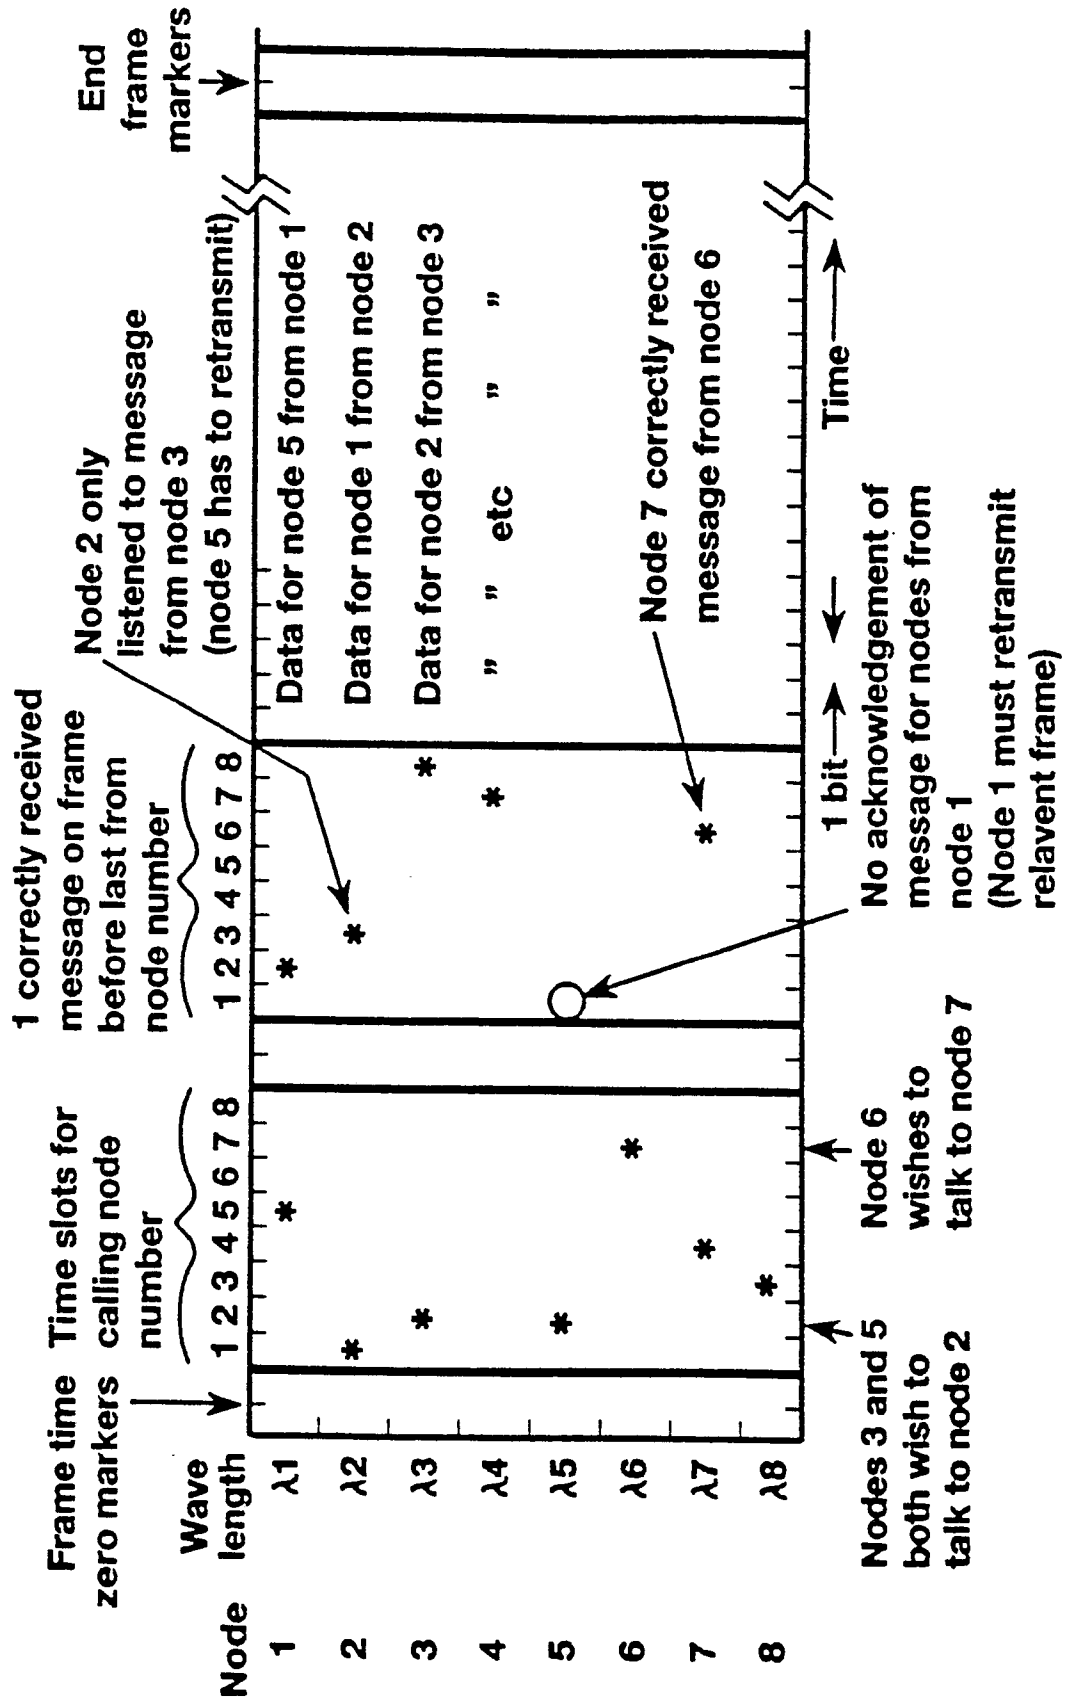 1 correctly received
message on frame
before last from
node number
Node 2 only
listened to message
from node 3
(node 5 has to retransmit)
End
frame
markers
Frame time
zero markers
Time slots for
calling node
number
Node
Wave
length
1 2 3 4 5 6 7 8
1 2 3 4 5 6 7 8
1 λ1 * * Data for node 5 from node 1
2 λ2 * * Data for node 1 from node 2
3 λ3 * * Data for node 2 from node 3
4 λ4 * " " etc " "
5 λ5 *
6 λ6 *
7 λ7 * *
8 λ8 *
Node 7 correctly received
message from node 6
Nodes 3 and 5
both wish to
talk to node 2
Node 6
wishes to
talk to node 7
1 bit
Time
No acknowledgement of
message for nodes from
node 1
(Node 1 must retransmit
relavent frame)